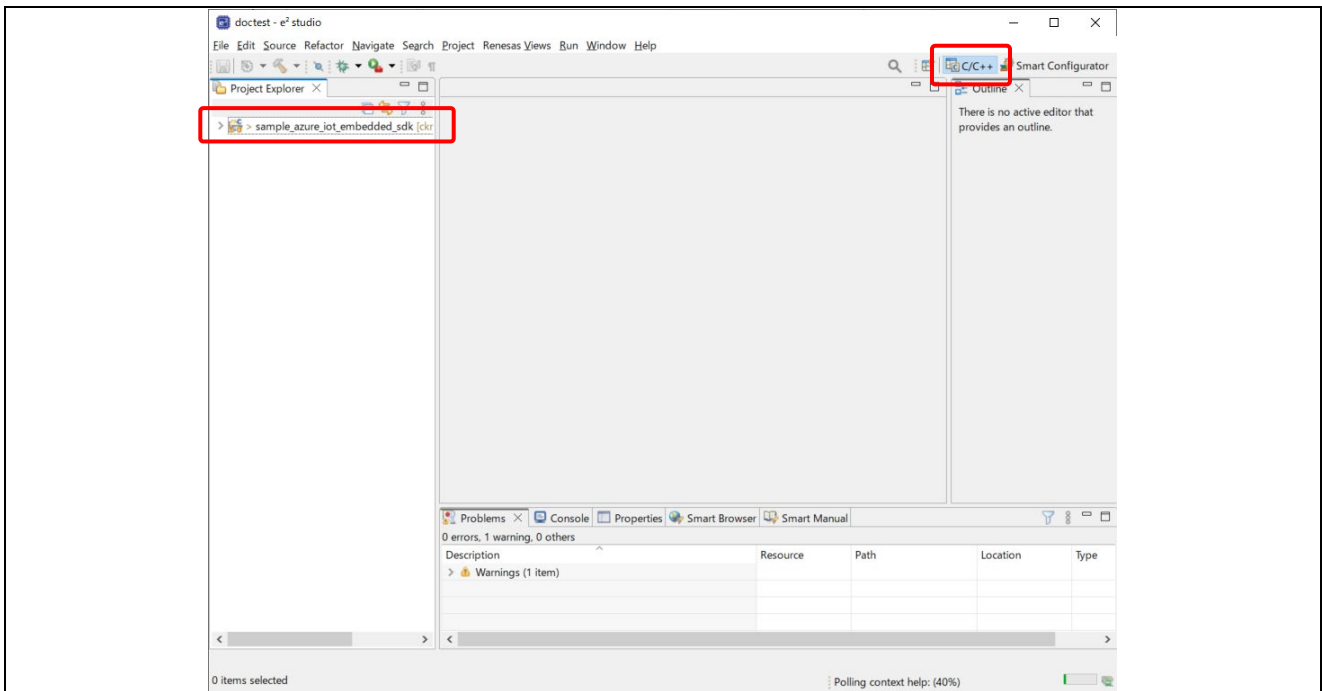 doctest - e² studio
File Edit Source Refactor Navigate Search Project Renesas Views Run Window Help
C/C++ Smart Configurator
Project Explorer
Outline
There is no active editor that
provides an outline.
> sample_azure_iot_embedded_sdk [ckr
Problems Console Properties Smart Browser Smart Manual
0 errors, 1 warning, 0 others
Description Resource Path Location Type
Warnings (1 item)
0 items selected
Polling context help: (40%)